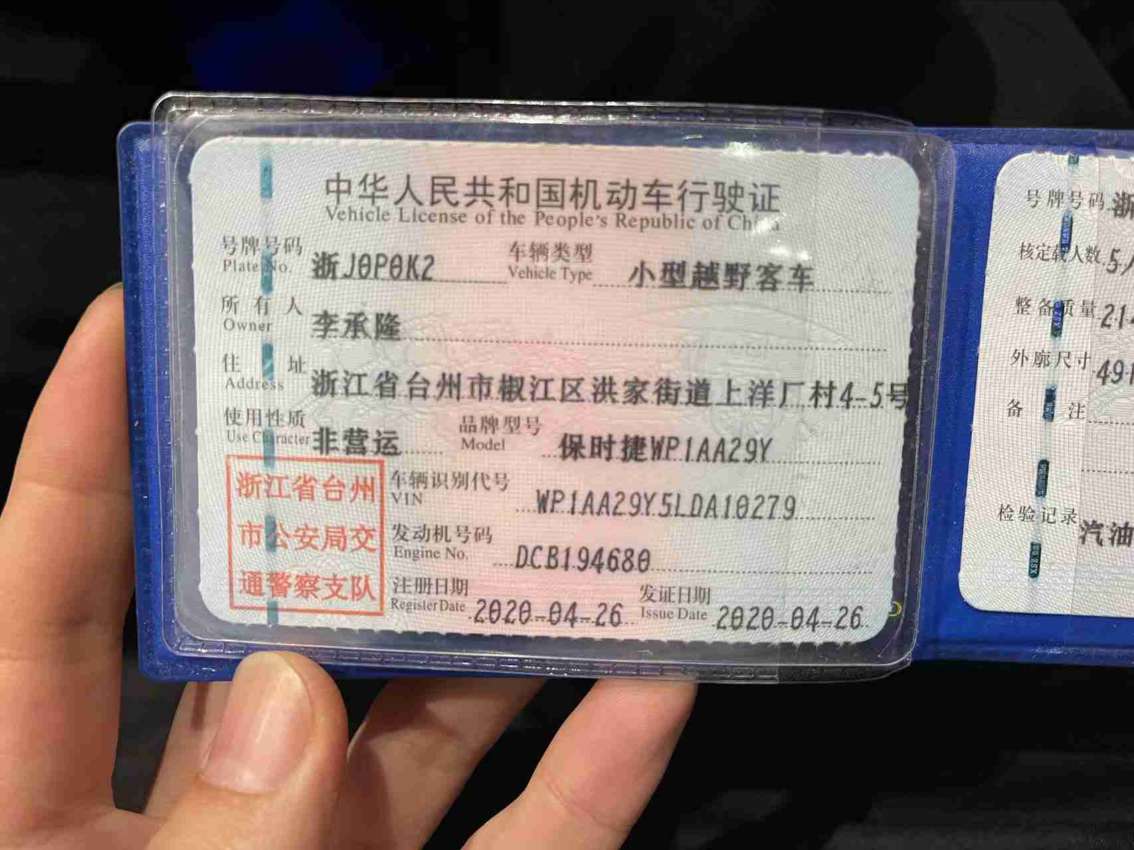 中华人民共和国机动车行驶证
Vehicle License of the People's Republic of China
号牌号码 浙J0P0K2 车辆类型 小型越野客车
Plate No. Vehicle Type
所有人 李承隆
Owner
住址 浙江省台州市椒江区洪家街道上洋厂村4-5号
Address
使用性质 非营运 品牌型号 保时捷WP1AA29Y
Use Character Model
浙江省台州
市公安局交
通警察支队
车辆识别代号 WP1AA29Y5LDA10279
VIN
发动机号码 DCB194680
Engine No.
注册日期 2020-04-26 发证日期 2020-04-26
Register Date Issue Date
号牌号码 浙
核定载人数 5人
整备质量 214
外廓尺寸 491
备注
检验记录 汽油